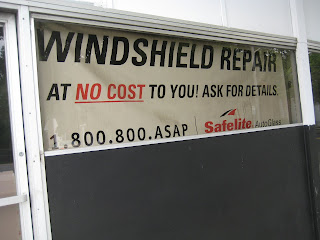 WINDSHIELD REPAIR
AT NO COST TO YOU! ASK FOR DETAILS
1.800.800.ASAP Safelite AutoGlass